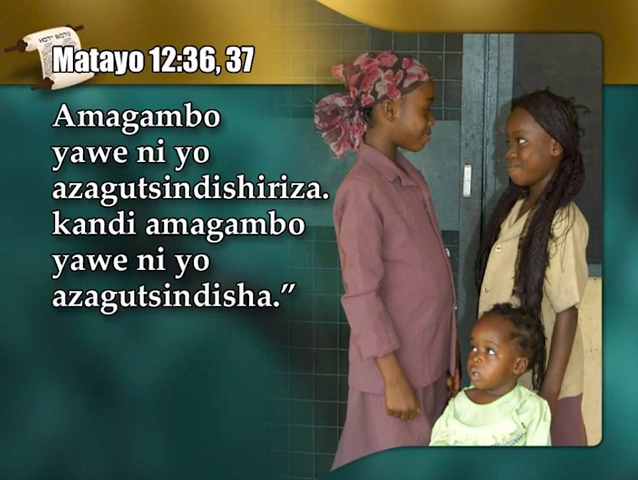 Matayo 12:36, 37
Amagambo
yawe ni yo
azagutsindishiriza.
kandi amagambo
yawe ni yo
azagutsindisha.”